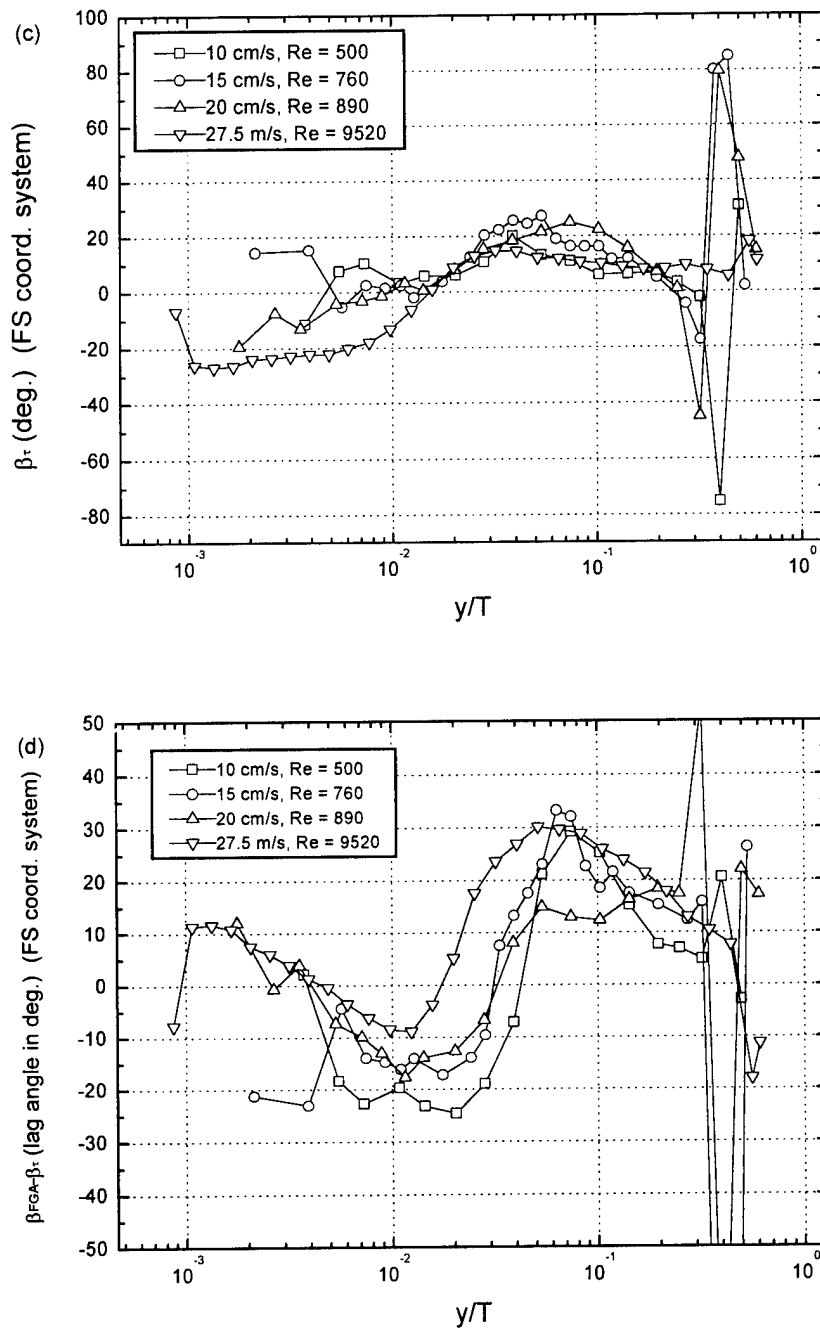 (c)
100
80
60
40
20
0
-20
-40
-60
-80
βτ (deg.) (FS coord. system)
10 cm/s, Re = 500
15 cm/s, Re = 760
20 cm/s, Re = 890
27.5 m/s, Re = 9520
10⁻³ 10⁻² 10⁻¹ 10⁰
y/T
(d)
50
40
30
20
10
0
-10
-20
-30
-40
-50
βFGA-βτ (lag angle in deg.) (FS coord. system)
10 cm/s, Re = 500
15 cm/s, Re = 760
20 cm/s, Re = 890
27.5 m/s, Re = 9520
10⁻³ 10⁻² 10⁻¹ 10⁰
y/T